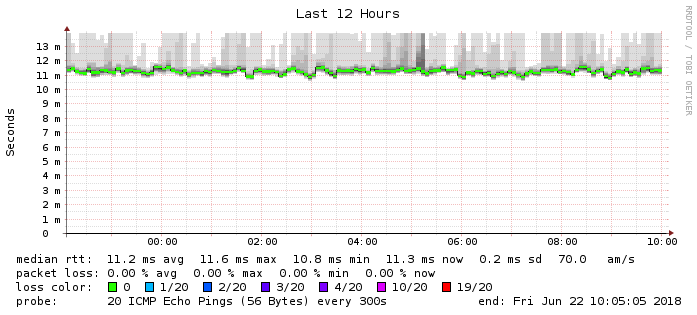 Last 12 Hours
RRDTOOL / TOBI OETIKER
Seconds
13 m
12 m
11 m
10 m
9 m
8 m
7 m
6 m
5 m
4 m
3 m
2 m
1 m
0
00:00 02:00 04:00 06:00 08:00 10:00
median rtt: 11.2 ms avg 11.6 ms max 10.8 ms min 11.3 ms now 0.2 ms sd 70.0 am/s
packet loss: 0.00 % avg 0.00 % max 0.00 % min 0.00 % now
loss color: 0 1/20 2/20 3/20 4/20 10/20 19/20
probe: 20 ICMP Echo Pings (56 Bytes) every 300s end: Fri Jun 22 10:05:05 2018